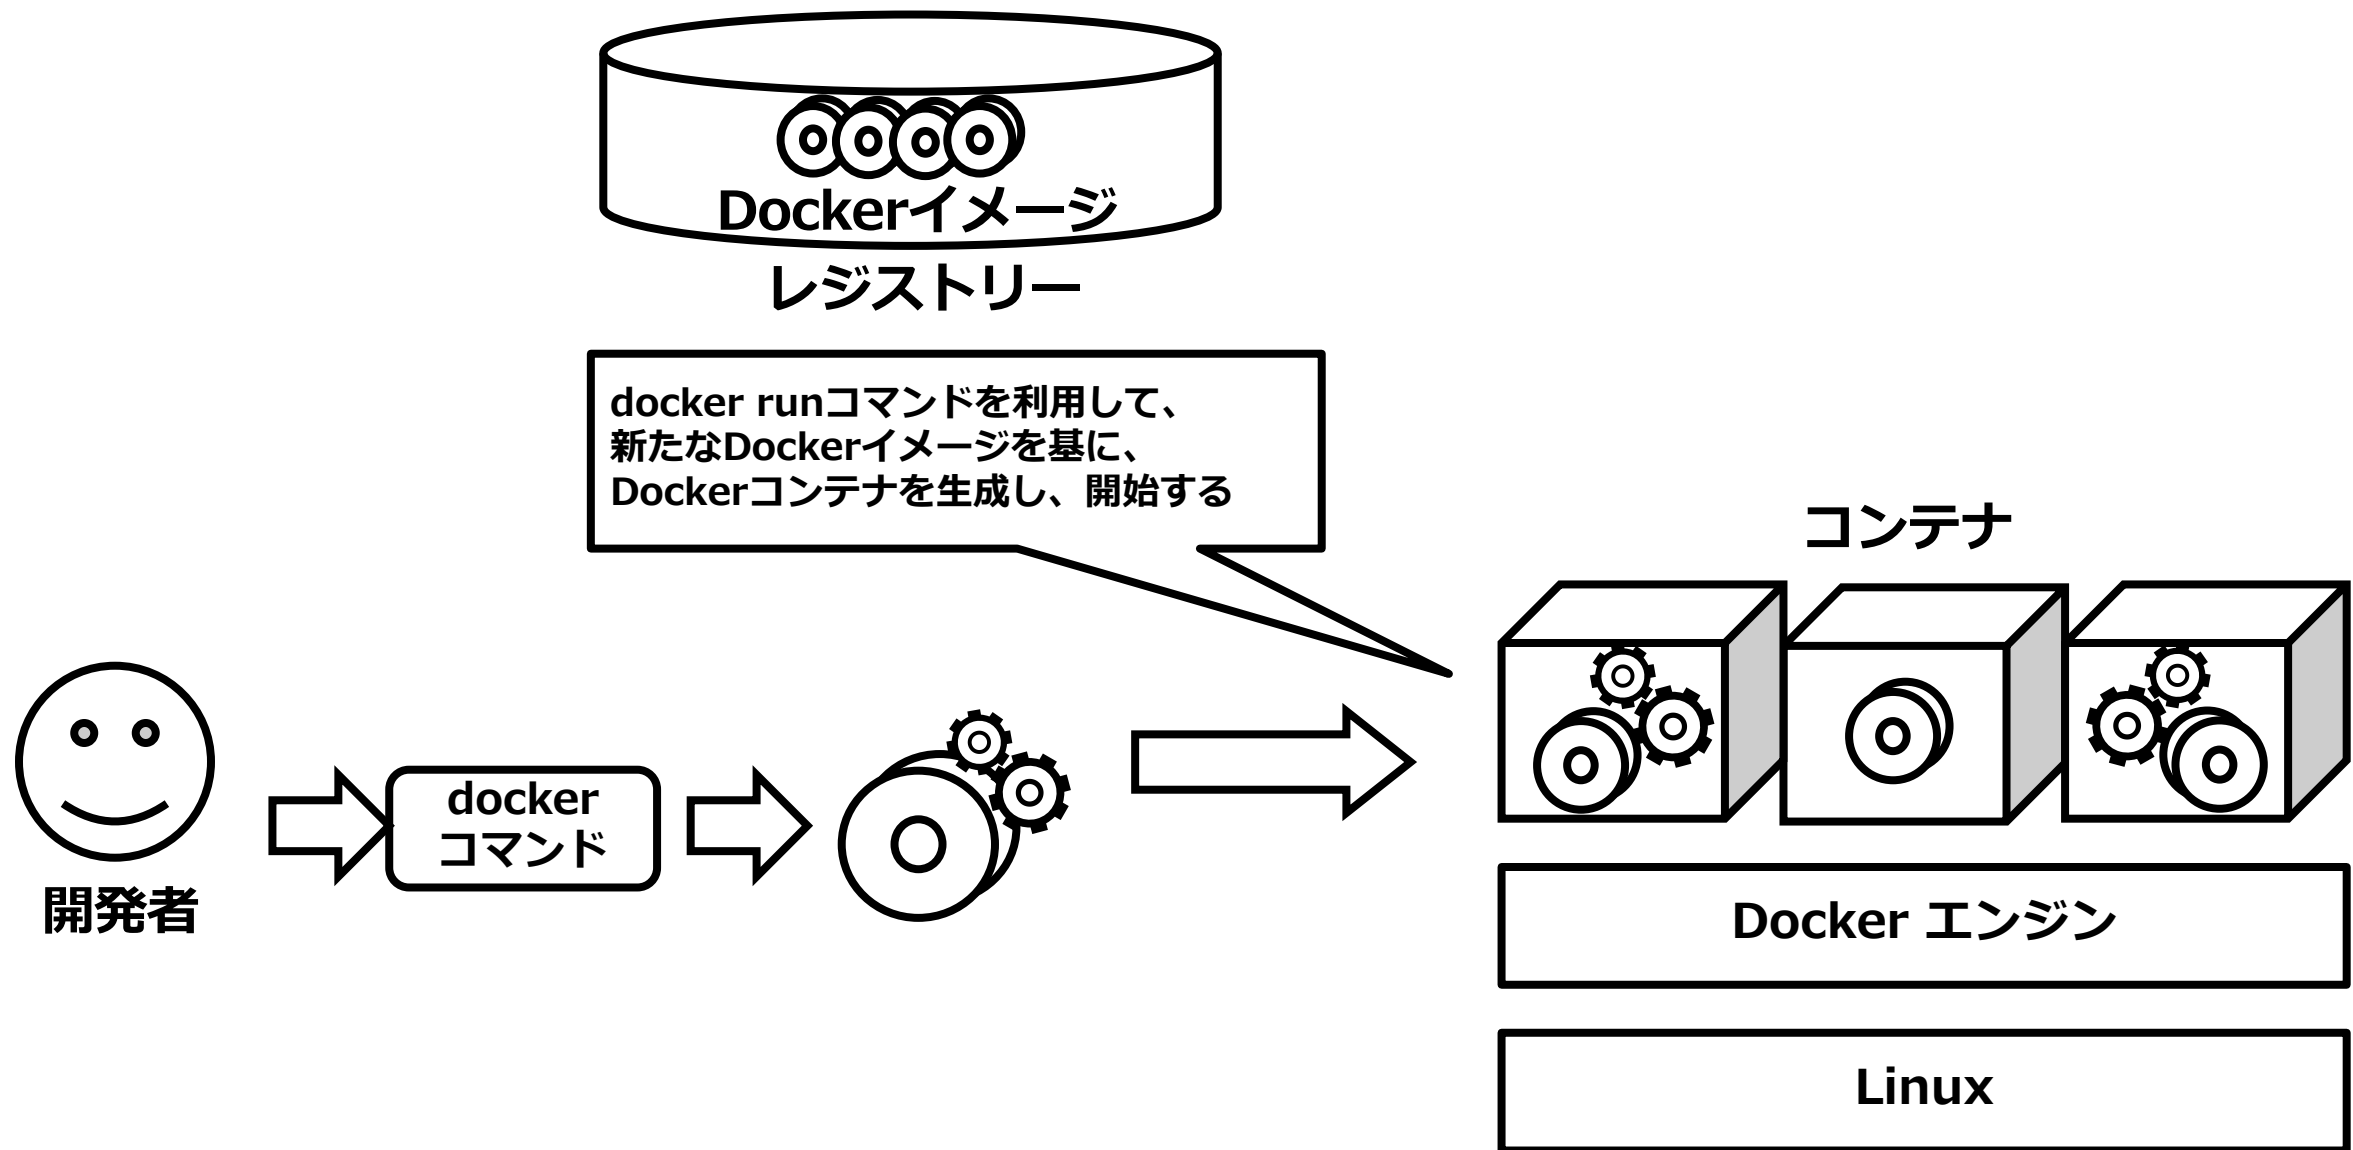 Dockerイメージ
レジストリー
docker runコマンドを利用して、
新たなDockerイメージを基に、
Dockerコンテナを生成し、開始する
コンテナ
docker
コマンド
開発者
Docker エンジン
Linux